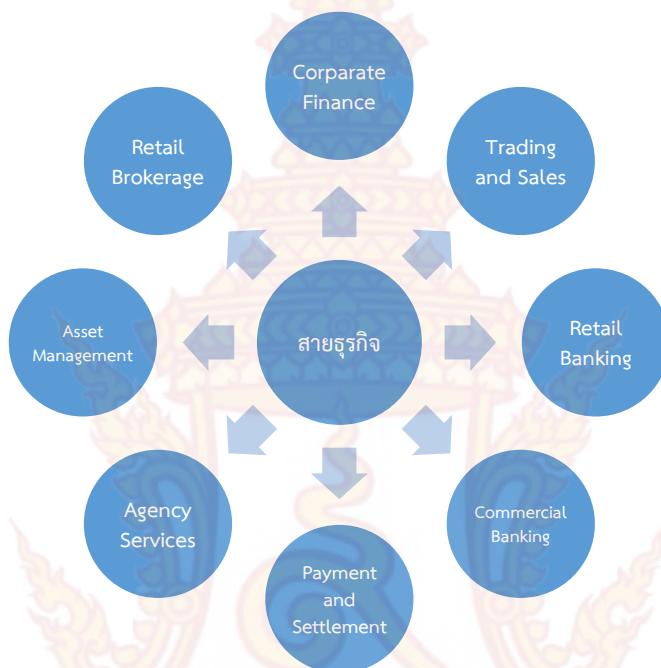 Corparate
Finance
Trading
and Sales
Retail
Banking
Commercial
Banking
Payment
and
Settlement
Agency
Services
Asset
Management
Retail
Brokerage
สายธุรกิจ